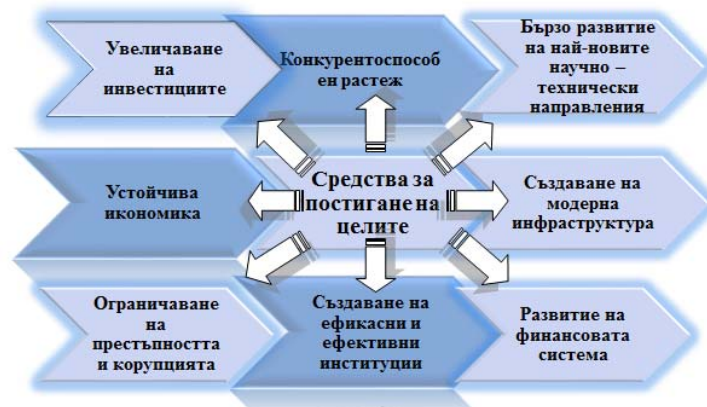 Увеличаване
на
инвестициите
Конкурентоспособ
ен растеж
Бързо развитие
на най-новите
научно –
технически
направления
Устойчива
икономика
Средства за
постигане на
целите
Създаване на
модерна
инфраструктура
Ограничаване
на
престъпността
и корупцията
Създаване на
ефикасни и
ефективни
институции
Развитие на
финансовата
система